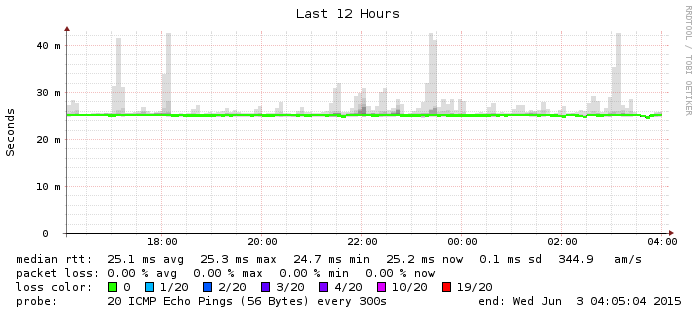 Last 12 Hours
RRDTOOL / TOBI OETIKER
Seconds
40 m
30 m
20 m
10 m
0
18:00 20:00 22:00 00:00 02:00 04:00
median rtt: 25.1 ms avg 25.3 ms max 24.7 ms min 25.2 ms now 0.1 ms sd 344.9 am/s
packet loss: 0.00 % avg 0.00 % max 0.00 % min 0.00 % now
loss color: 0 1/20 2/20 3/20 4/20 10/20 19/20
probe: 20 ICMP Echo Pings (56 Bytes) every 300s end: Wed Jun 3 04:05:04 2015